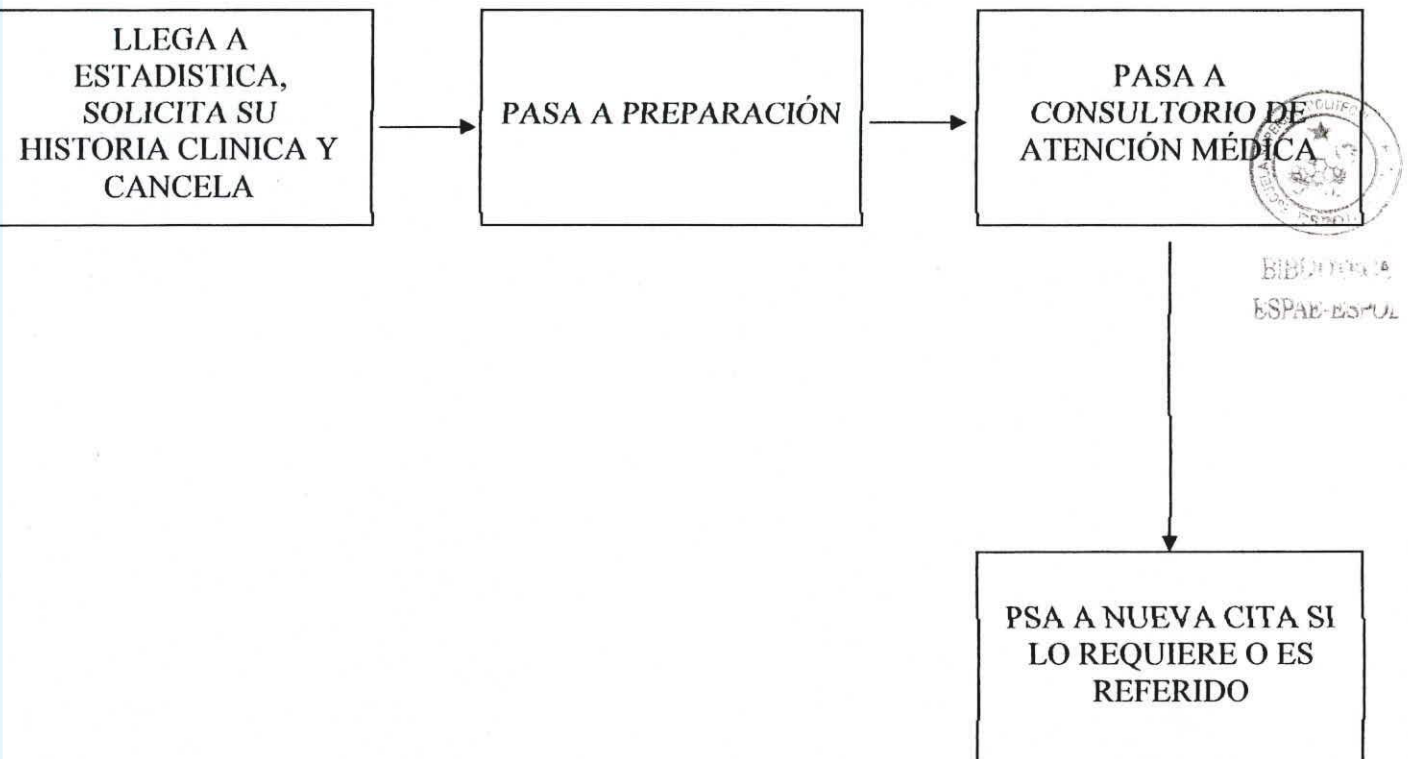 LLEGA A
ESTADISTICA,
SOLICITA SU
HISTORIA CLINICA Y
CANCELA
PASA A PREPARACIÓN
PASA A
CONSULTORIO DE
ATENCIÓN MÉDICA
ESPAE-ESPOL
PSA A NUEVA CITA SI
LO REQUIERE O ES
REFERIDO